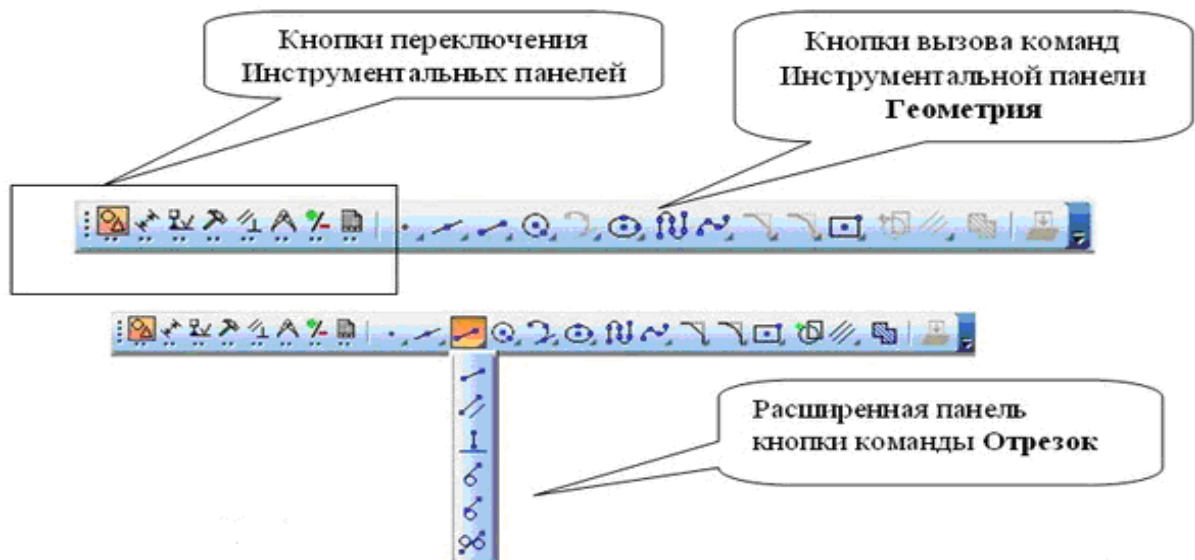 Кнопки переключения
Инструментальных панелей
Кнопки вызова команд
Инструментальной панели
Геометрия
Расширенная панель
кнопки команды Отрезок